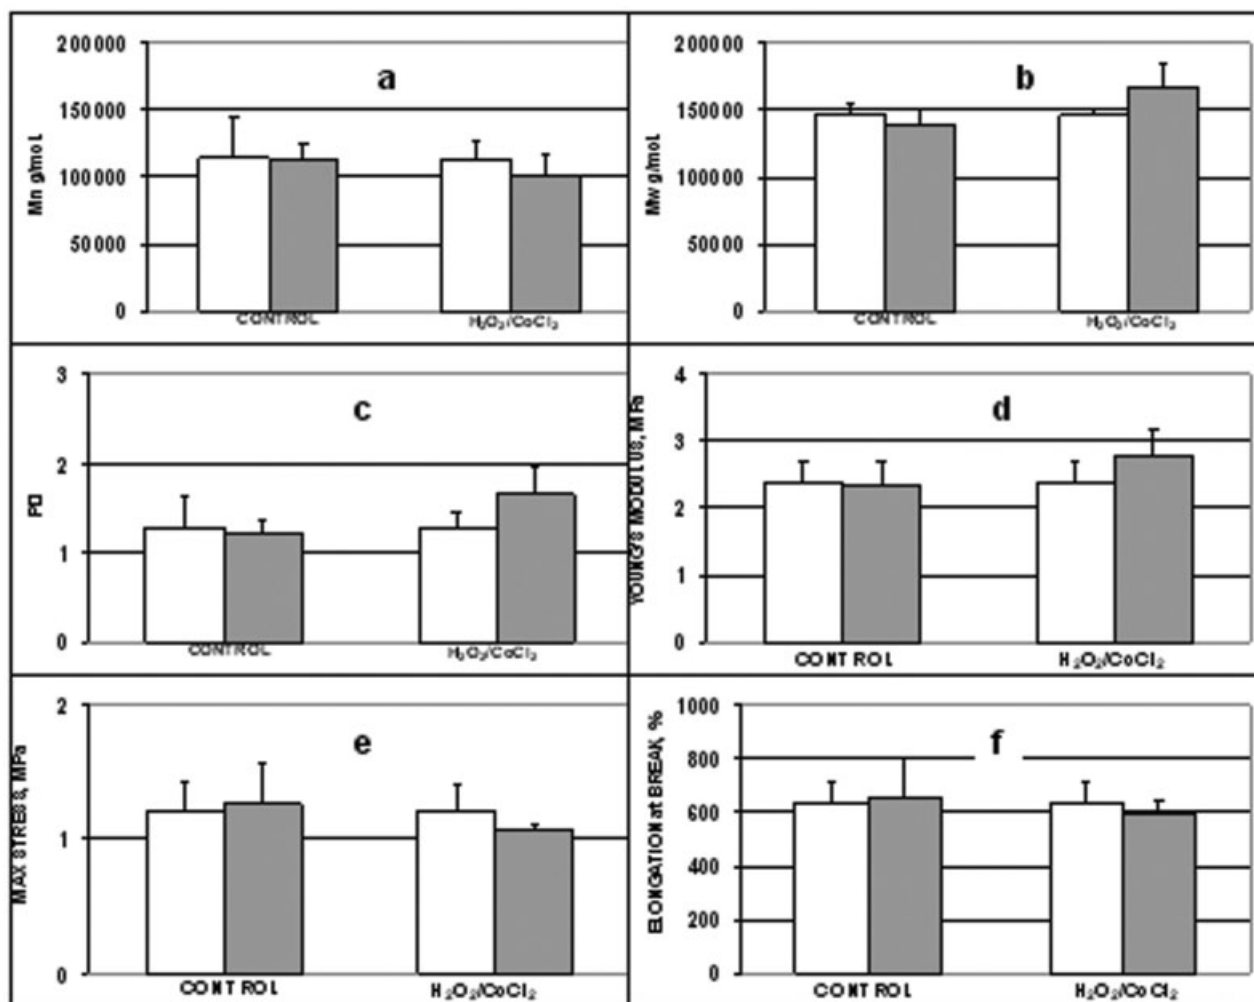 a
Mn g/moL
200000
150000
100000
50000
0
CONTROL
H₂O₂/CoCl₂
b
Mw g/moL
200000
150000
100000
50000
0
CONTROL
H₂O₂/CoCl₂
c
PD
3
2
1
0
CONTROL
H₂O₂/CoCl₂
d
YOUNG'S MODULUS, MPa
4
3
2
1
0
CONTROL
H₂O₂/CoCl₂
e
MAX STRESS, MPa
2
1
0
CONTROL
H₂O₂/CoCl₂
f
ELONGATION at BREAK, %
1000
800
600
400
200
0
CONTROL
H₂O₂/CoCl₂